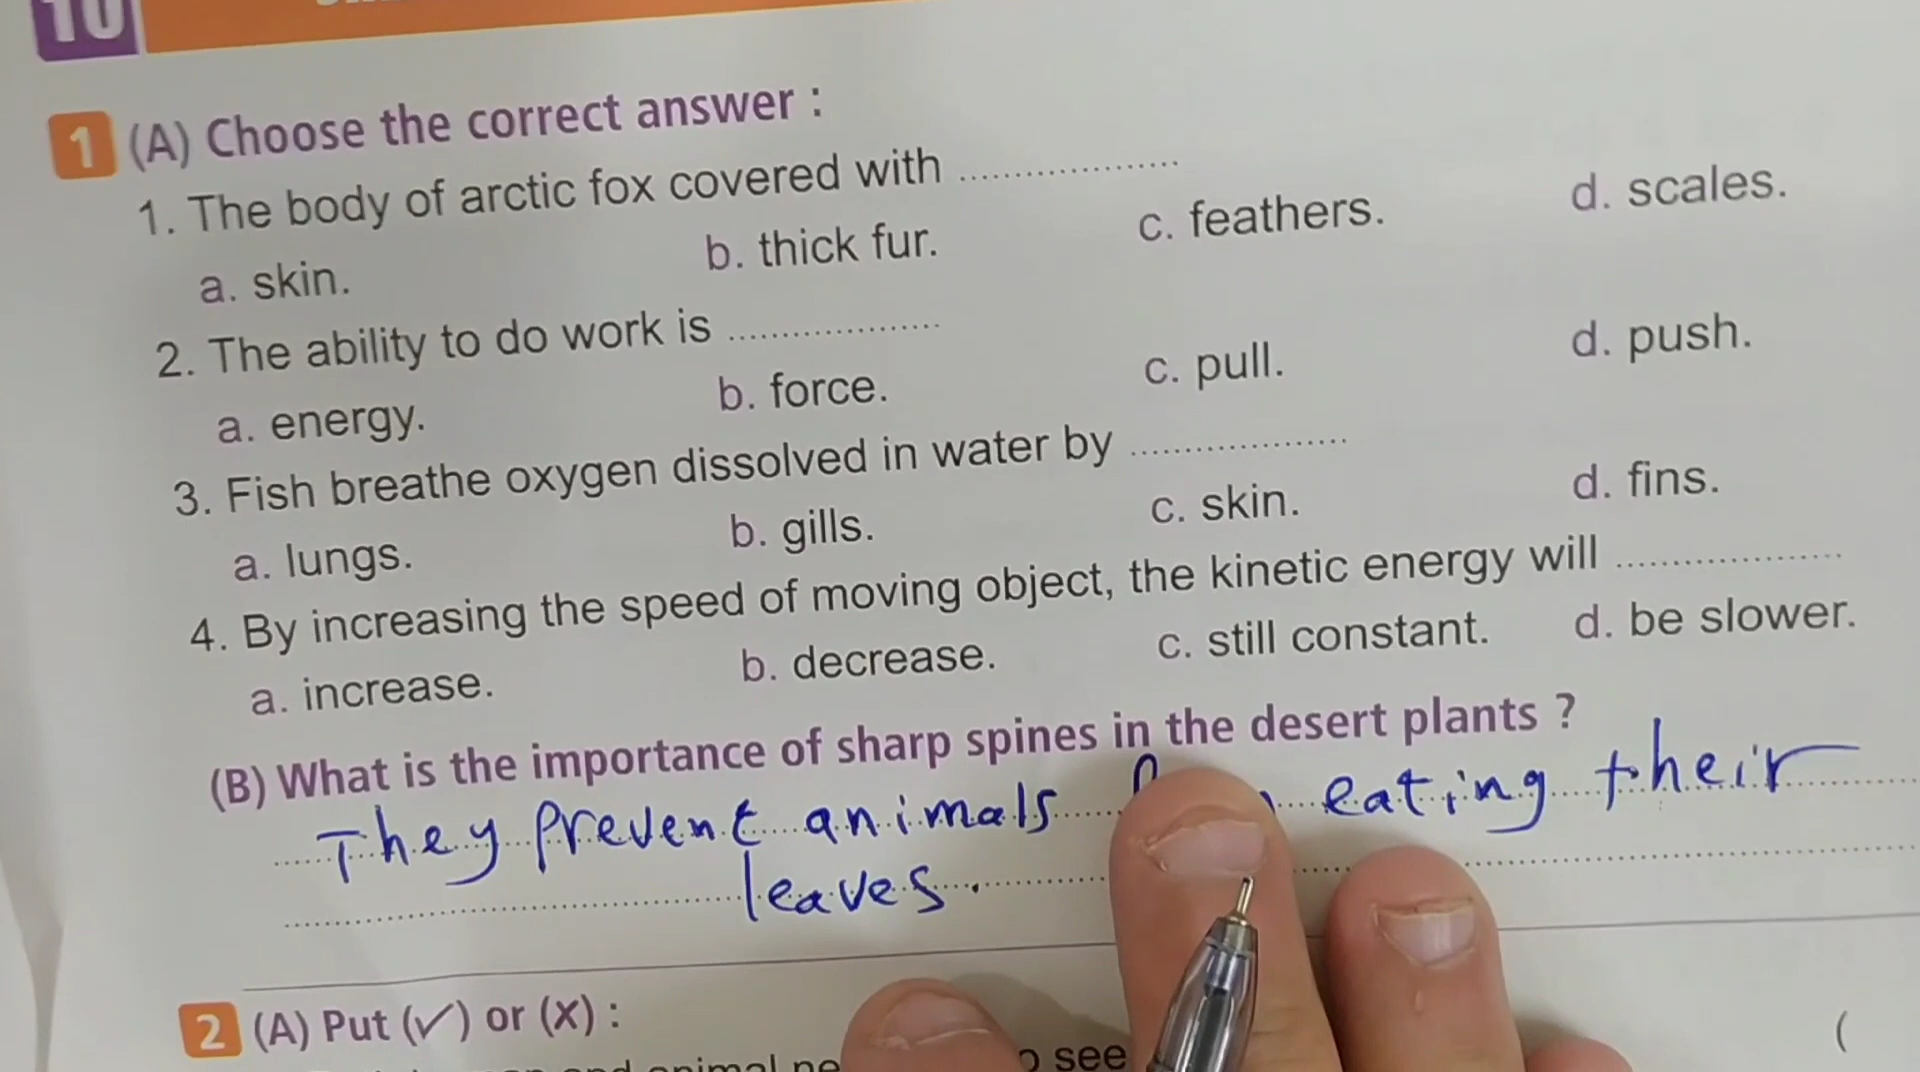 10
1 (A) Choose the correct answer :
1. The body of arctic fox covered with ....................
a. skin. b. thick fur. c. feathers. d. scales.
2. The ability to do work is ....................
a. energy. b. force. c. pull. d. push.
3. Fish breathe oxygen dissolved in water by ....................
a. lungs. b. gills. c. skin. d. fins.
4. By increasing the speed of moving object, the kinetic energy will ....................
a. increase. b. decrease. c. still constant. d. be slower.
(B) What is the importance of sharp spines in the desert plants ?
They prevent animals eating their
leaves.
2 (A) Put (✓) or (x) :
animal see (